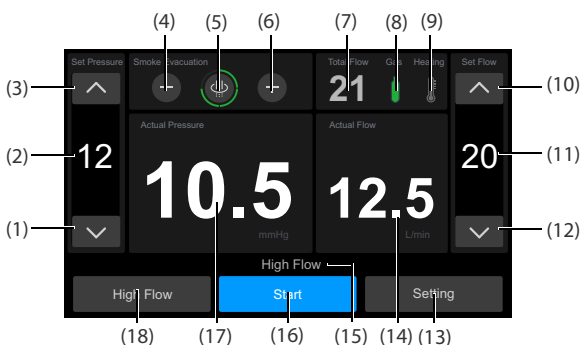 (4) (5) (6) (7) (8) (9)
Set Pressure Smoke Evacuation Total Flow Gas Heating Set Flow
(3) 21 (10)
(2) 12 20 (11)
Actual Pressure Actual Flow
10.5 12.5
(1) mmHg L/min (12)
High Flow
High Flow Start Setting
(18) (17) (16) (15) (14) (13)